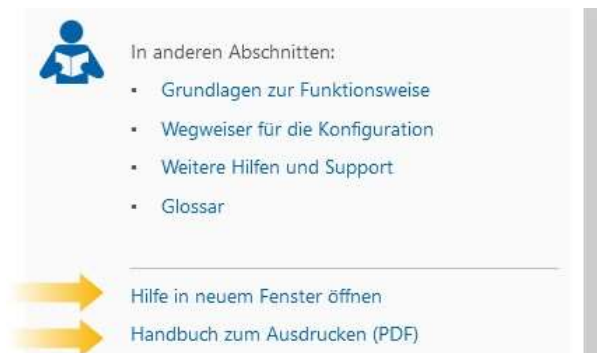 In anderen Abschnitten:
▪ Grundlagen zur Funktionsweise
▪ Wegweiser für die Konfiguration
▪ Weitere Hilfen und Support
▪ Glossar
Hilfe in neuem Fenster öffnen
Handbuch zum Ausdrucken (PDF)